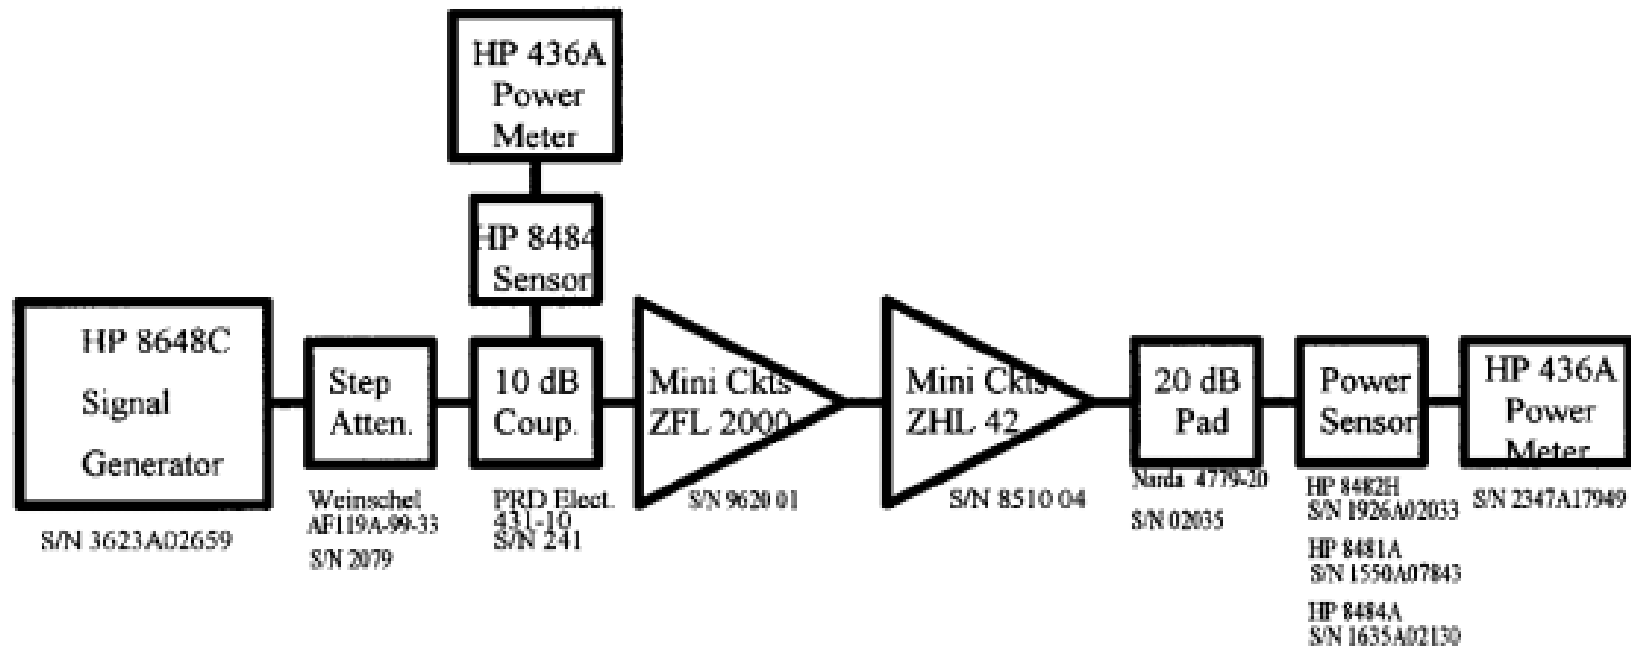 HP 436A
Power
Meter
HP 8484
Sensor
HP 8648C
Signal
Generator
S/N 3623A02659
Step
Atten.
Weinschel
AF119A-99-33
S/N 2079
10 dB
Coup.
PRD Elect.
431-10
S/N 241
Mini Ckts
ZFL 2000
S/N 9620 01
Mini Ckts
ZHL 42
S/N 8510 04
20 dB
Pad
Narda 4779-20
S/N 02035
Power
Sensor
HP 8482H
S/N 1926A02033
HP 8481A
S/N 1550A07843
HP 8484A
S/N 1635A02130
HP 436A
Power
Meter
S/N 2347A17949